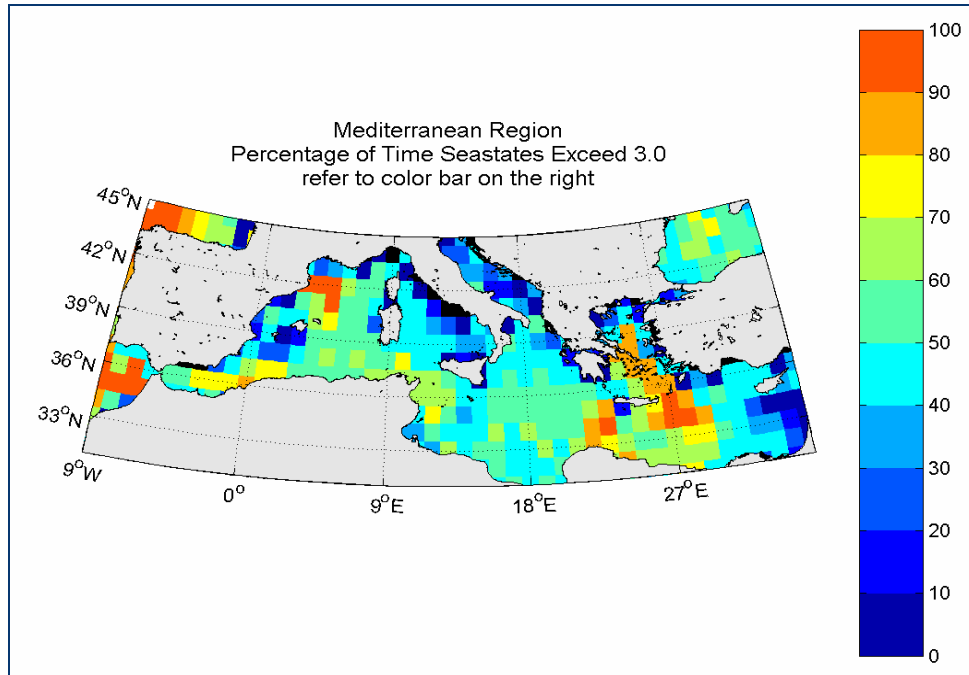 Mediterranean Region
Percentage of Time Seastates Exceed 3.0
refer to color bar on the right
45°N
42°N
39°N
36°N
33°N
9°W
0°
9°E
18°E
27°E
100
90
80
70
60
50
40
30
20
10
0